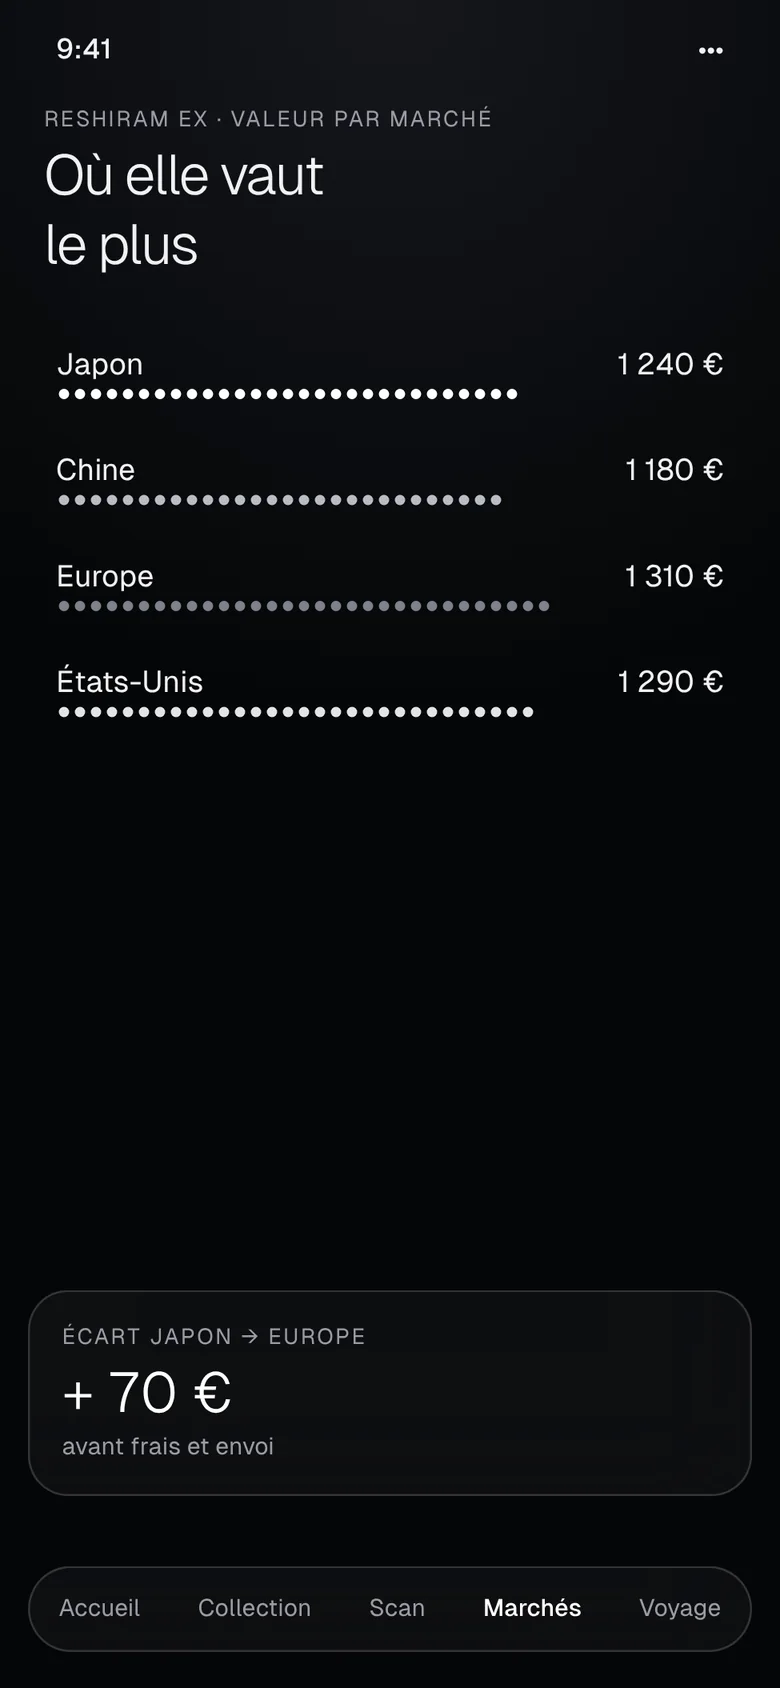 9:41
RESHIRAM EX · VALEUR PAR MARCHÉ
Où elle vaut
le plus
Japon 1 240 €
Chine 1 180 €
Europe 1 310 €
États-Unis 1 290 €
ÉCART JAPON → EUROPE
+ 70 €
avant frais et envoi
Accueil Collection Scan Marchés Voyage